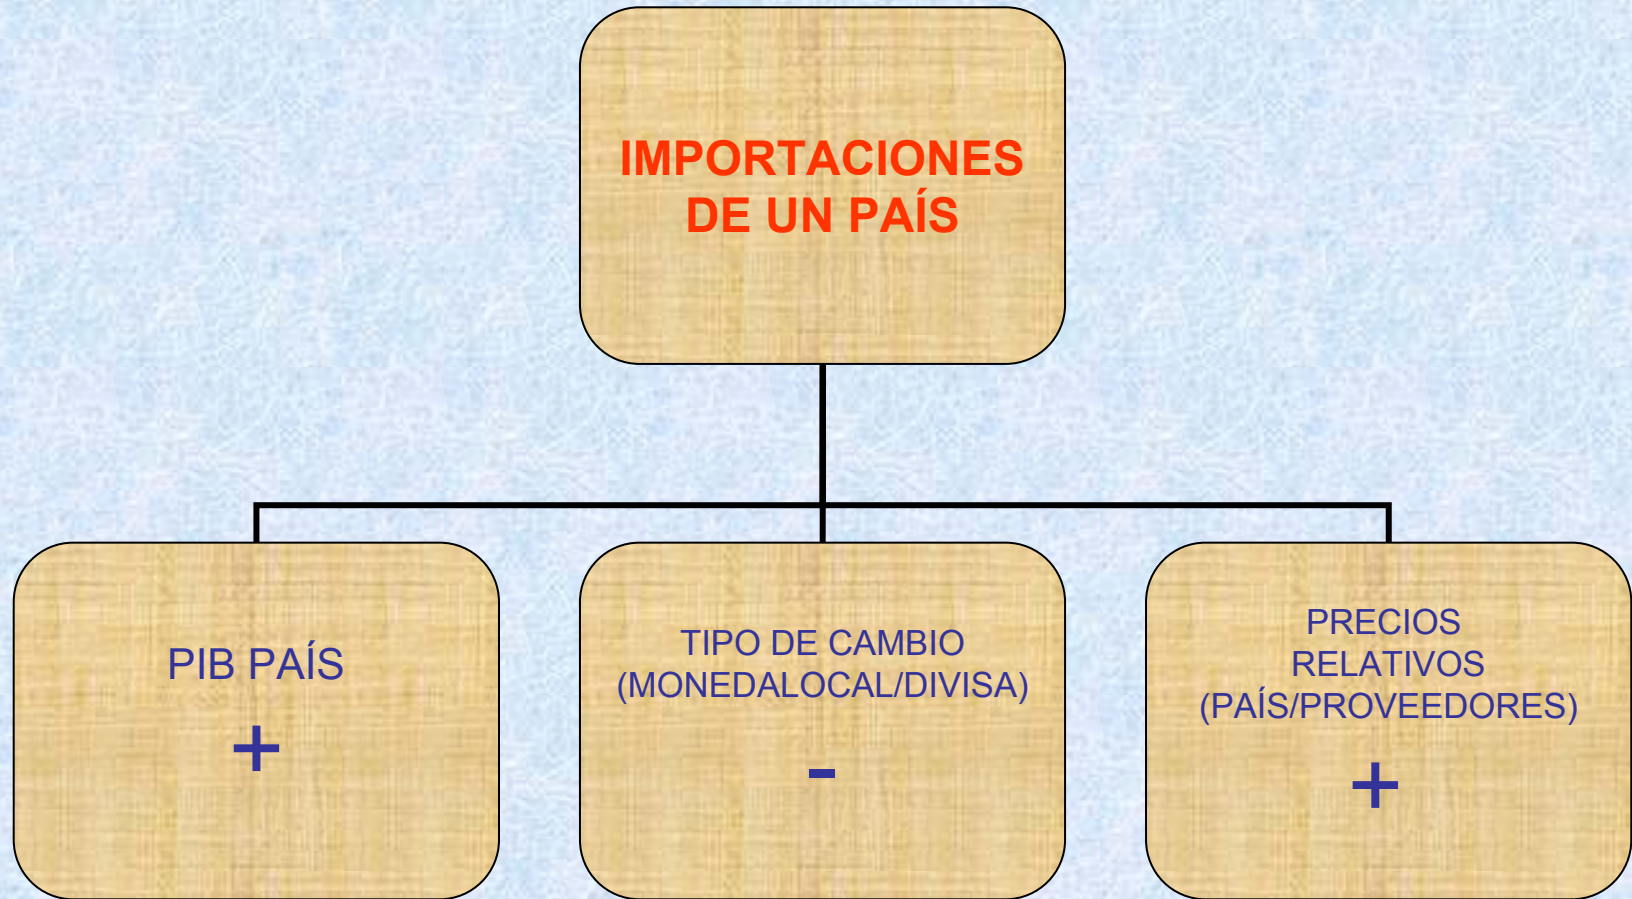 IMPORTACIONES
DE UN PAÍS
PIB PAÍS
+
TIPO DE CAMBIO
(MONEDALOCAL/DIVISA)
-
PRECIOS
RELATIVOS
(PAÍS/PROVEEDORES)
+